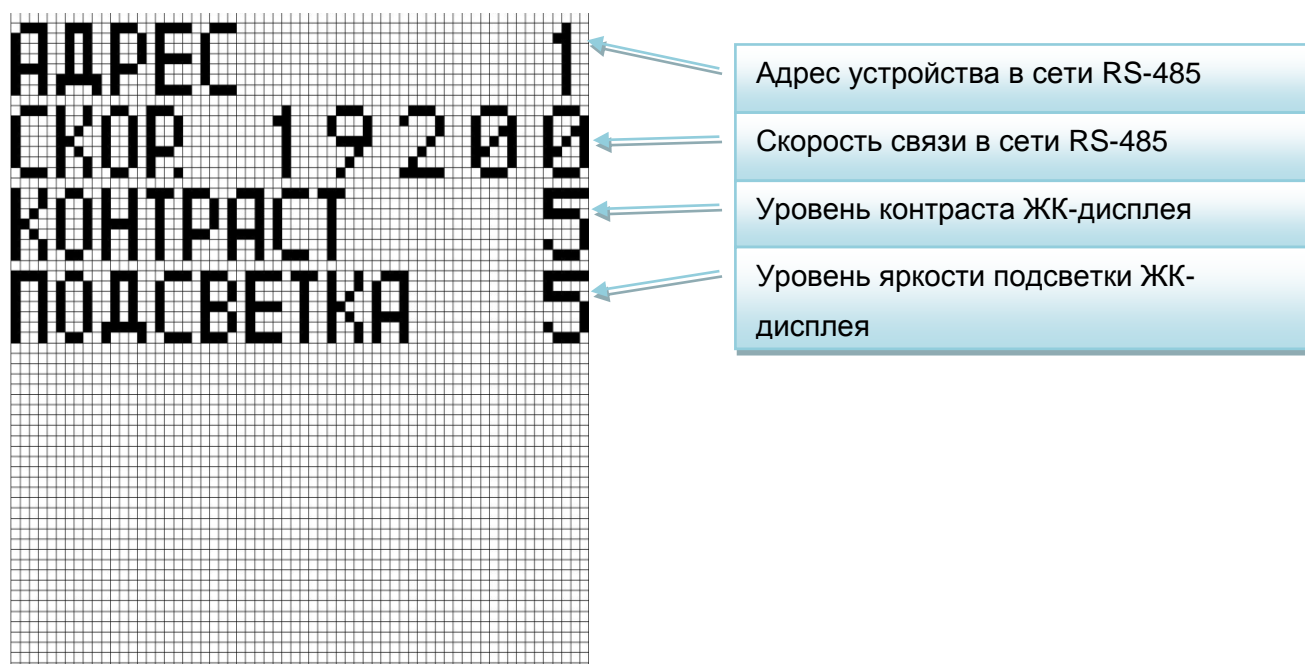 АДРЕС 1
СКОР. 19200
КОНТРАСТ 5
ПОДСВЕТКА 5
Адрес устройства в сети RS-485
Скорость связи в сети RS-485
Уровень контраста ЖК-дисплея
Уровень яркости подсветки ЖК-
дисплея